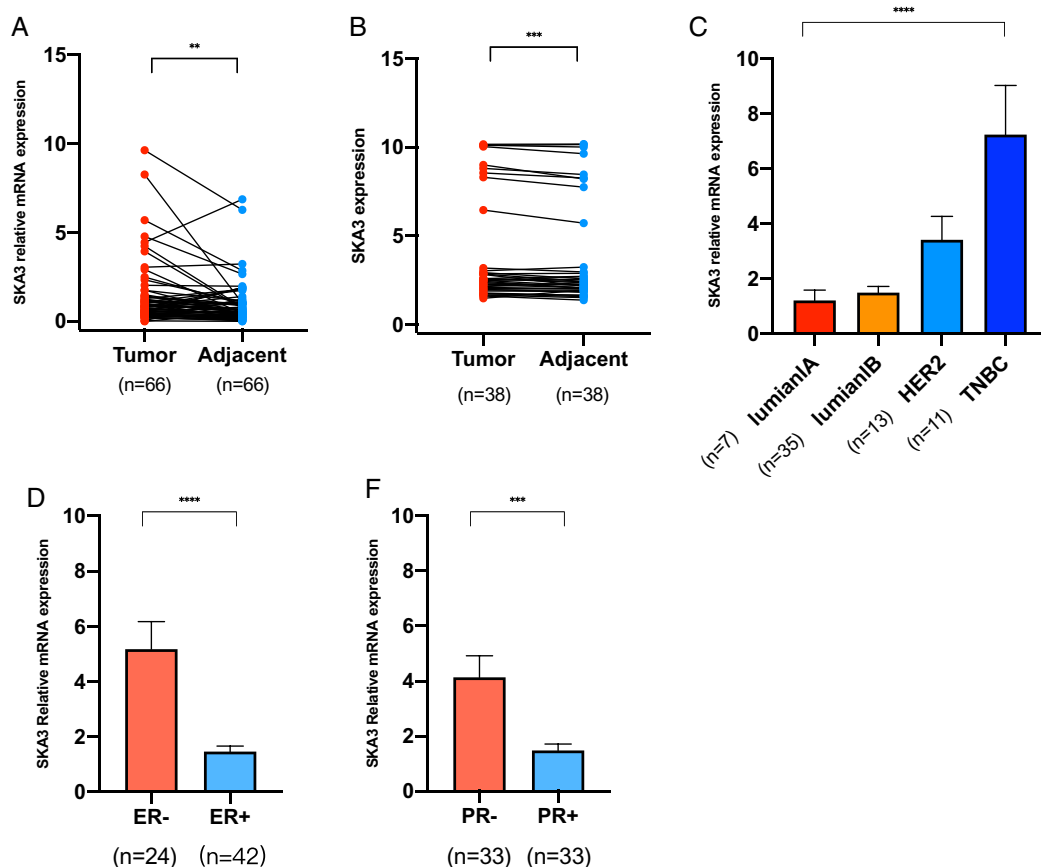 A
**
SKA3 relative mRNA expression
15
10
5
0
Tumor Adjacent
(n=66) (n=66)
B
***
SKA3 expression
15
10
5
0
Tumor Adjacent
(n=38) (n=38)
C
****
SKA3 relative mRNA expression
10
8
6
4
2
0
(n=7) lumianlA
(n=35) lumianlB
(n=13) HER2
(n=11) TNBC
D
****
SKA3 Relative mRNA expression
10
8
6
4
2
0
ER- ER+
(n=24) (n=42)
F
***
SKA3 Relative mRNA expression
10
8
6
4
2
0
PR- PR+
(n=33) (n=33)